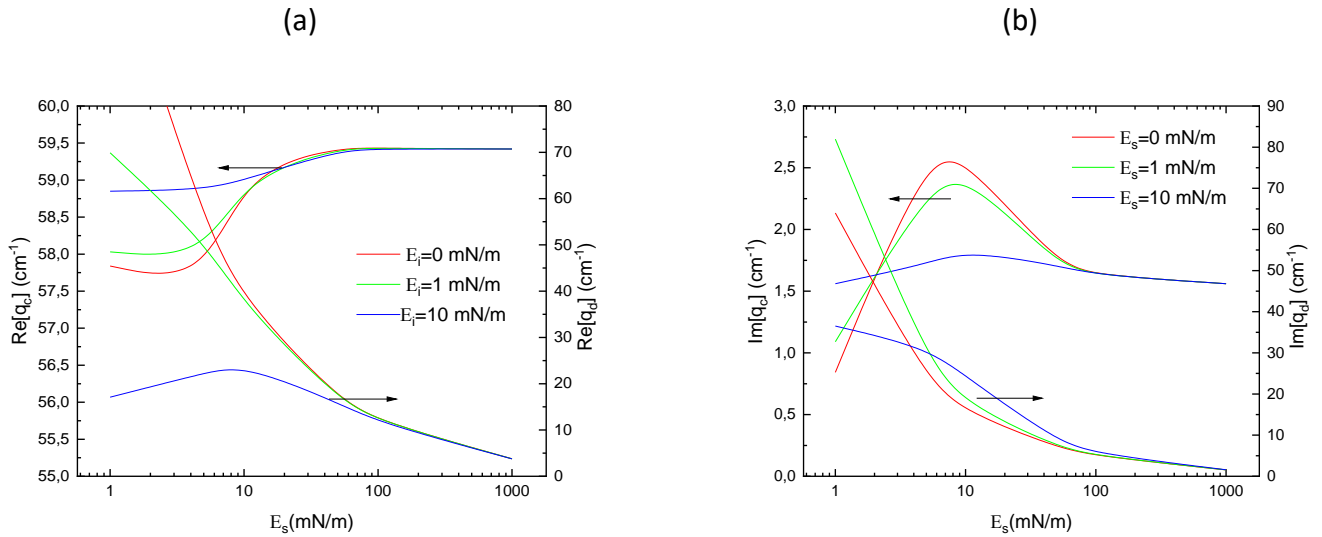 (a)
(b)
60,0
59,5
59,0
58,5
58,0
57,5
57,0
56,5
56,0
55,5
55,0
Re[q_c] (cm⁻¹)
80
70
60
50
40
30
20
10
0
Re[q_d] (cm⁻¹)
E_i=0 mN/m
E_i=1 mN/m
E_i=10 mN/m
1 10 100 1000
E_s(mN/m)
3,0
2,5
2,0
1,5
1,0
0,5
0,0
Im[q_c] (cm⁻¹)
90
80
70
60
50
40
30
20
10
0
Im[q_d] (cm⁻¹)
E_s=0 mN/m
E_s=1 mN/m
E_s=10 mN/m
1 10 100 1000
E_s(mN/m)